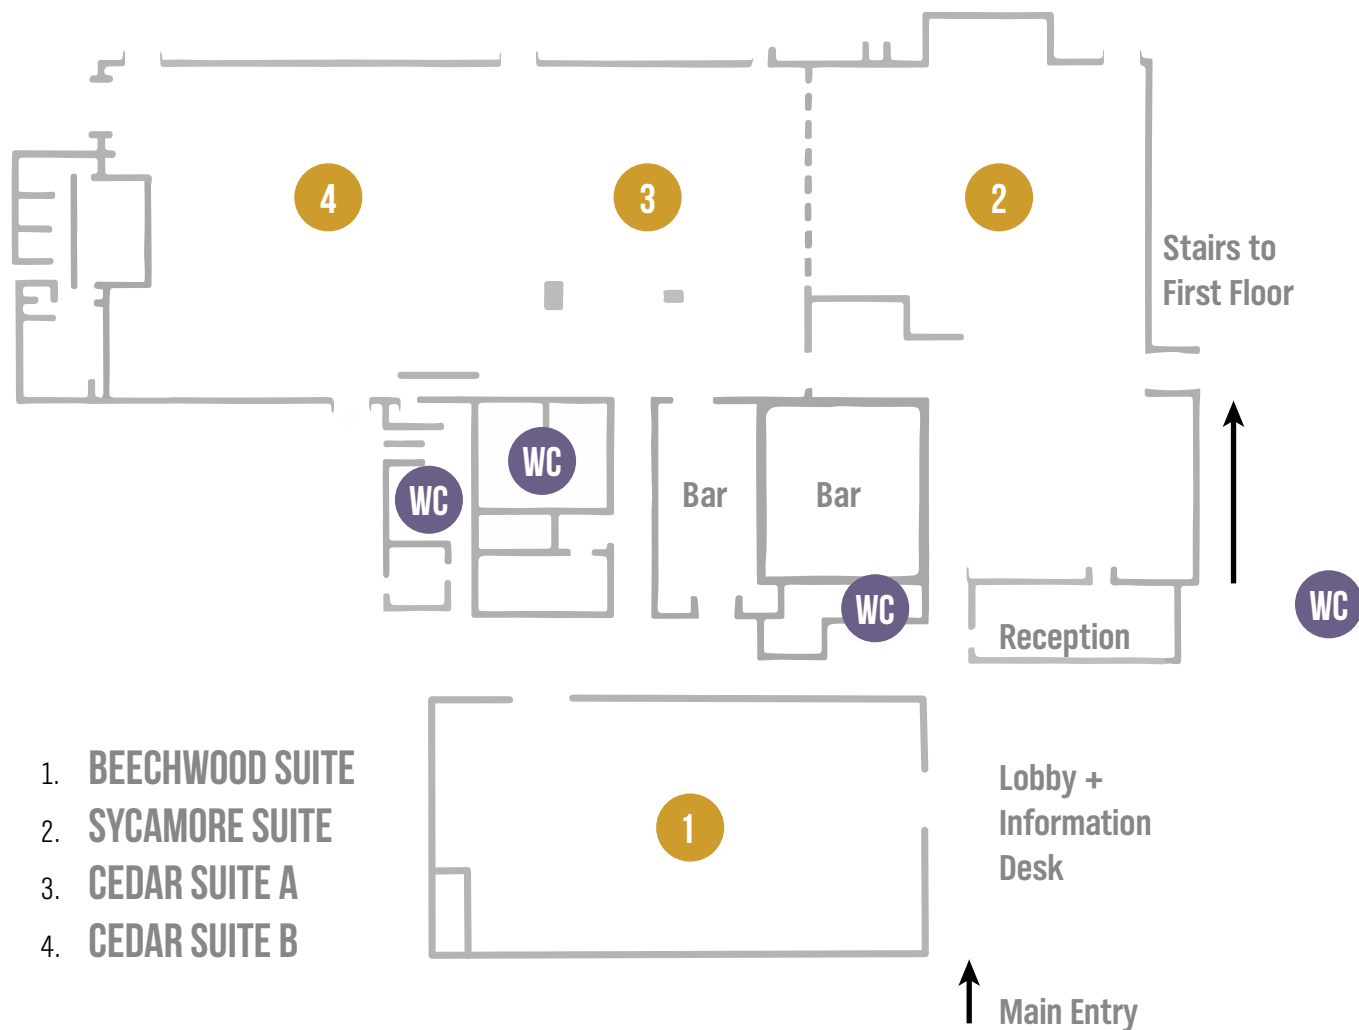 4
3
2
Stairs to
First Floor
WC
WC
Bar
Bar
WC
WC
Reception
1. BEECHWOOD SUITE
2. SYCAMORE SUITE
3. CEDAR SUITE A
4. CEDAR SUITE B
1
Lobby +
Information
Desk
Main Entry